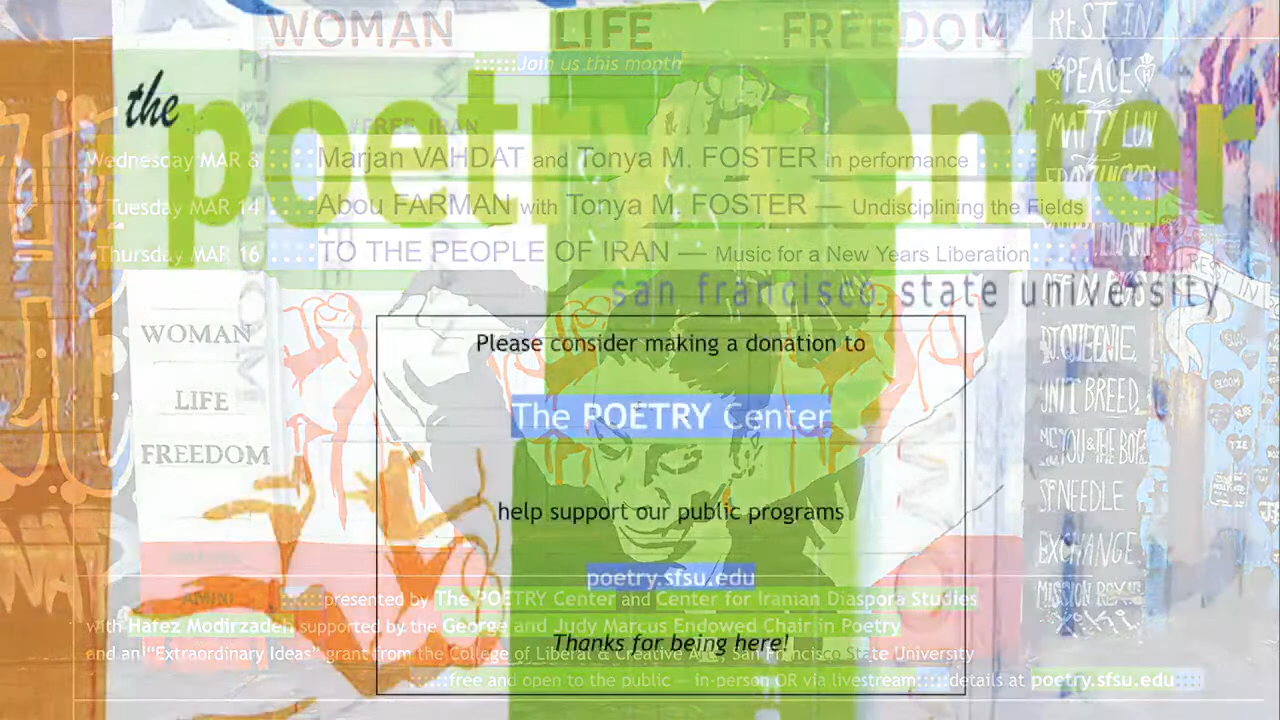 WOMAN LIFE FREEDOM
REST IN
Join us this month
PEACE
the poetry center
#FREE IRAN
MATTY LUV
Wednesday MAR 8 Marjan VAHDAT and Tonya M. FOSTER in performance
MAHSA
Tuesday MAR 14 Abou FARMAN with Tonya M. FOSTER — Undisciplining the Fields
Thursday MAR 16 TO THE PEOPLE OF IRAN — Music for a New Years Liberation
san francisco state university
WOMAN
LIFE
FREEDOM
AMINI
Please consider making a donation to
The POETRY Center
help support our public programs
poetry.sfsu.edu
Thanks for being here!
UNIT BREED
SF NEEDLE
EXCHANGE
presented by The POETRY Center and Center for Iranian Diaspora Studies
with Hafez Modirzadeh supported by the George and Judy Marcus Endowed Chair in Poetry
and an "Extraordinary Ideas" grant from the College of Liberal & Creative Arts, San Francisco State University
free and open to the public — in-person OR via livestream details at poetry.sfsu.edu